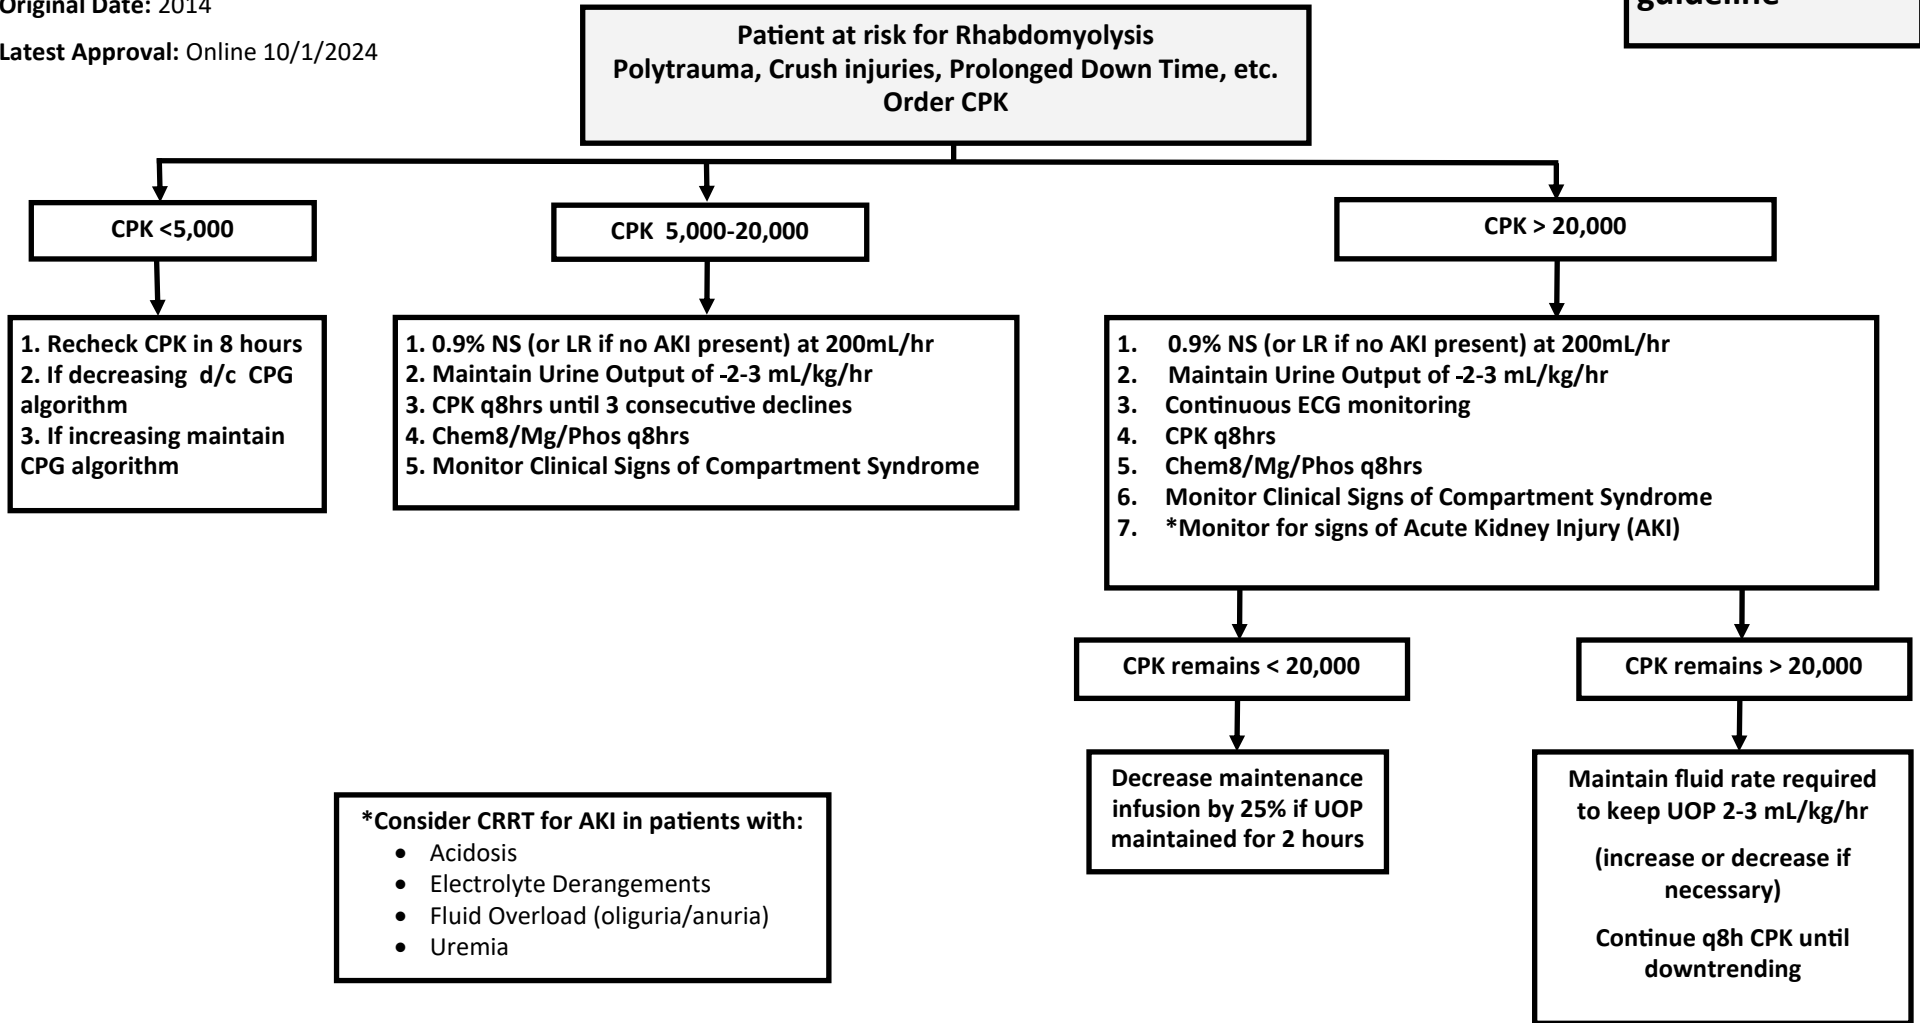 Original Date: 2014
Latest Approval: Online 10/1/2024
guideline
Patient at risk for Rhabdomyolysis
Polytrauma, Crush injuries, Prolonged Down Time, etc.
Order CPK
CPK <5,000
CPK 5,000-20,000
CPK > 20,000
1. Recheck CPK in 8 hours
2. If decreasing d/c CPG
algorithm
3. If increasing maintain
CPG algorithm
1. 0.9% NS (or LR if no AKI present) at 200mL/hr
2. Maintain Urine Output of -2-3 mL/kg/hr
3. CPK q8hrs until 3 consecutive declines
4. Chem8/Mg/Phos q8hrs
5. Monitor Clinical Signs of Compartment Syndrome
1. 0.9% NS (or LR if no AKI present) at 200mL/hr
2. Maintain Urine Output of -2-3 mL/kg/hr
3. Continuous ECG monitoring
4. CPK q8hrs
5. Chem8/Mg/Phos q8hrs
6. Monitor Clinical Signs of Compartment Syndrome
7. *Monitor for signs of Acute Kidney Injury (AKI)
CPK remains < 20,000
CPK remains > 20,000
Decrease maintenance
infusion by 25% if UOP
maintained for 2 hours
Maintain fluid rate required
to keep UOP 2-3 mL/kg/hr
(increase or decrease if
necessary)
Continue q8h CPK until
downtrending
*Consider CRRT for AKI in patients with:
• Acidosis
• Electrolyte Derangements
• Fluid Overload (oliguria/anuria)
• Uremia